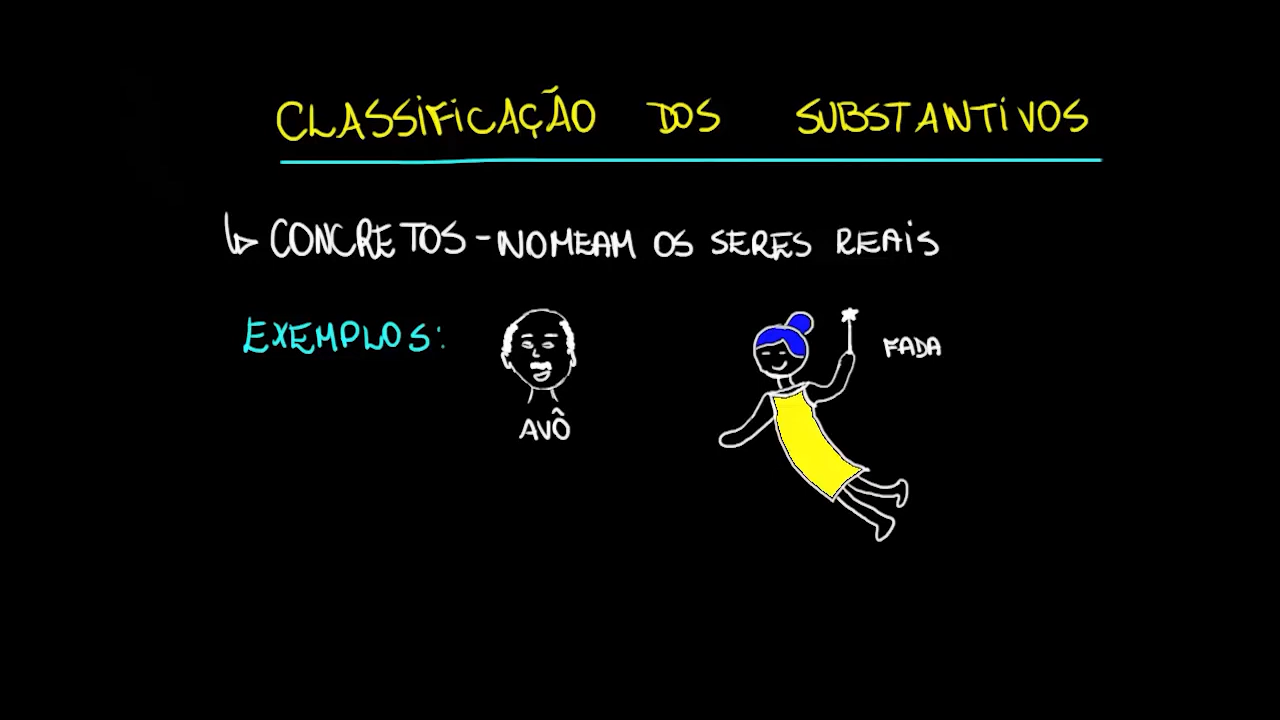 CLASSIFICAÇÃO DOS SUBSTANTIVOS
CONCRETOS - NOMEAM OS SERES REAIS
EXEMPLOS:
AVÔ
FADA